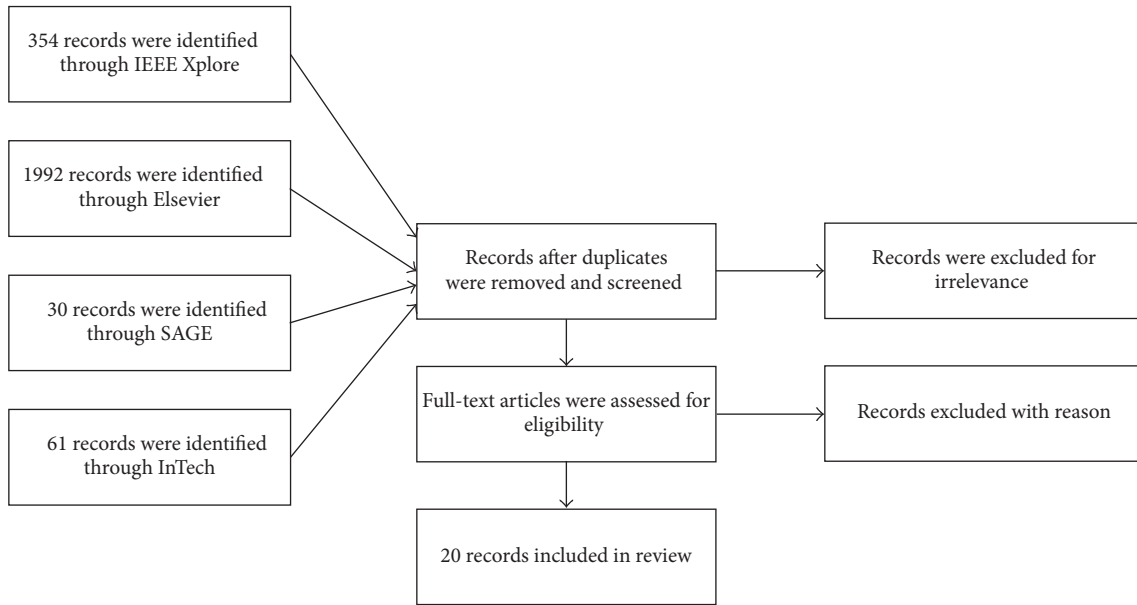 354 records were identified
through IEEE Xplore
1992 records were identified
through Elsevier
30 records were identified
through SAGE
61 records were identified
through InTech
Records after duplicates
were removed and screened
Records were excluded for
irrelevance
Full-text articles were assessed for
eligibility
Records excluded with reason
20 records included in review